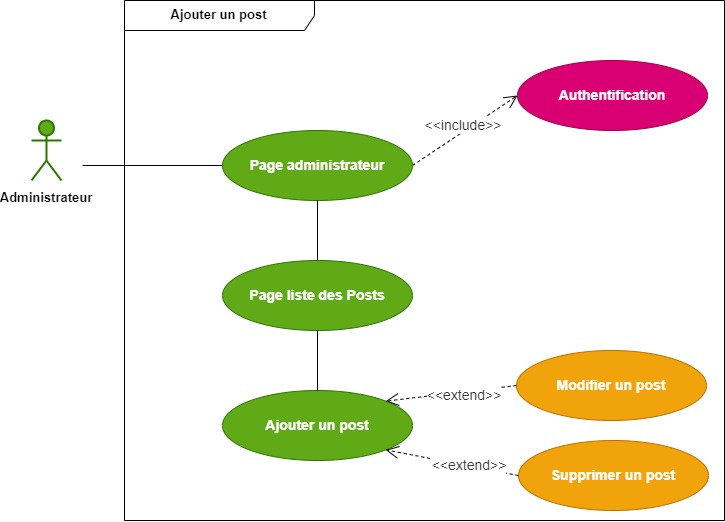 Ajouter un post
Authentification
<<include>>
Page administrateur
Administrateur
Page liste des Posts
Modifier un post
<<extend>>
Ajouter un post
<<extend>>
Supprimer un post